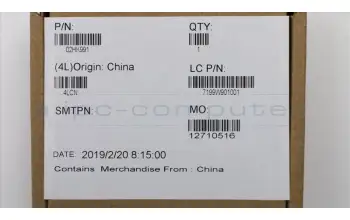 P/N:
QTY:
02HK991
1
(4L)Origin: China
LC P/N:
4LCN
7199W901001
SMTPN:
MO:
12710516
DATE: 2019/2/20 8:15:00
Contains Merchandise From : China